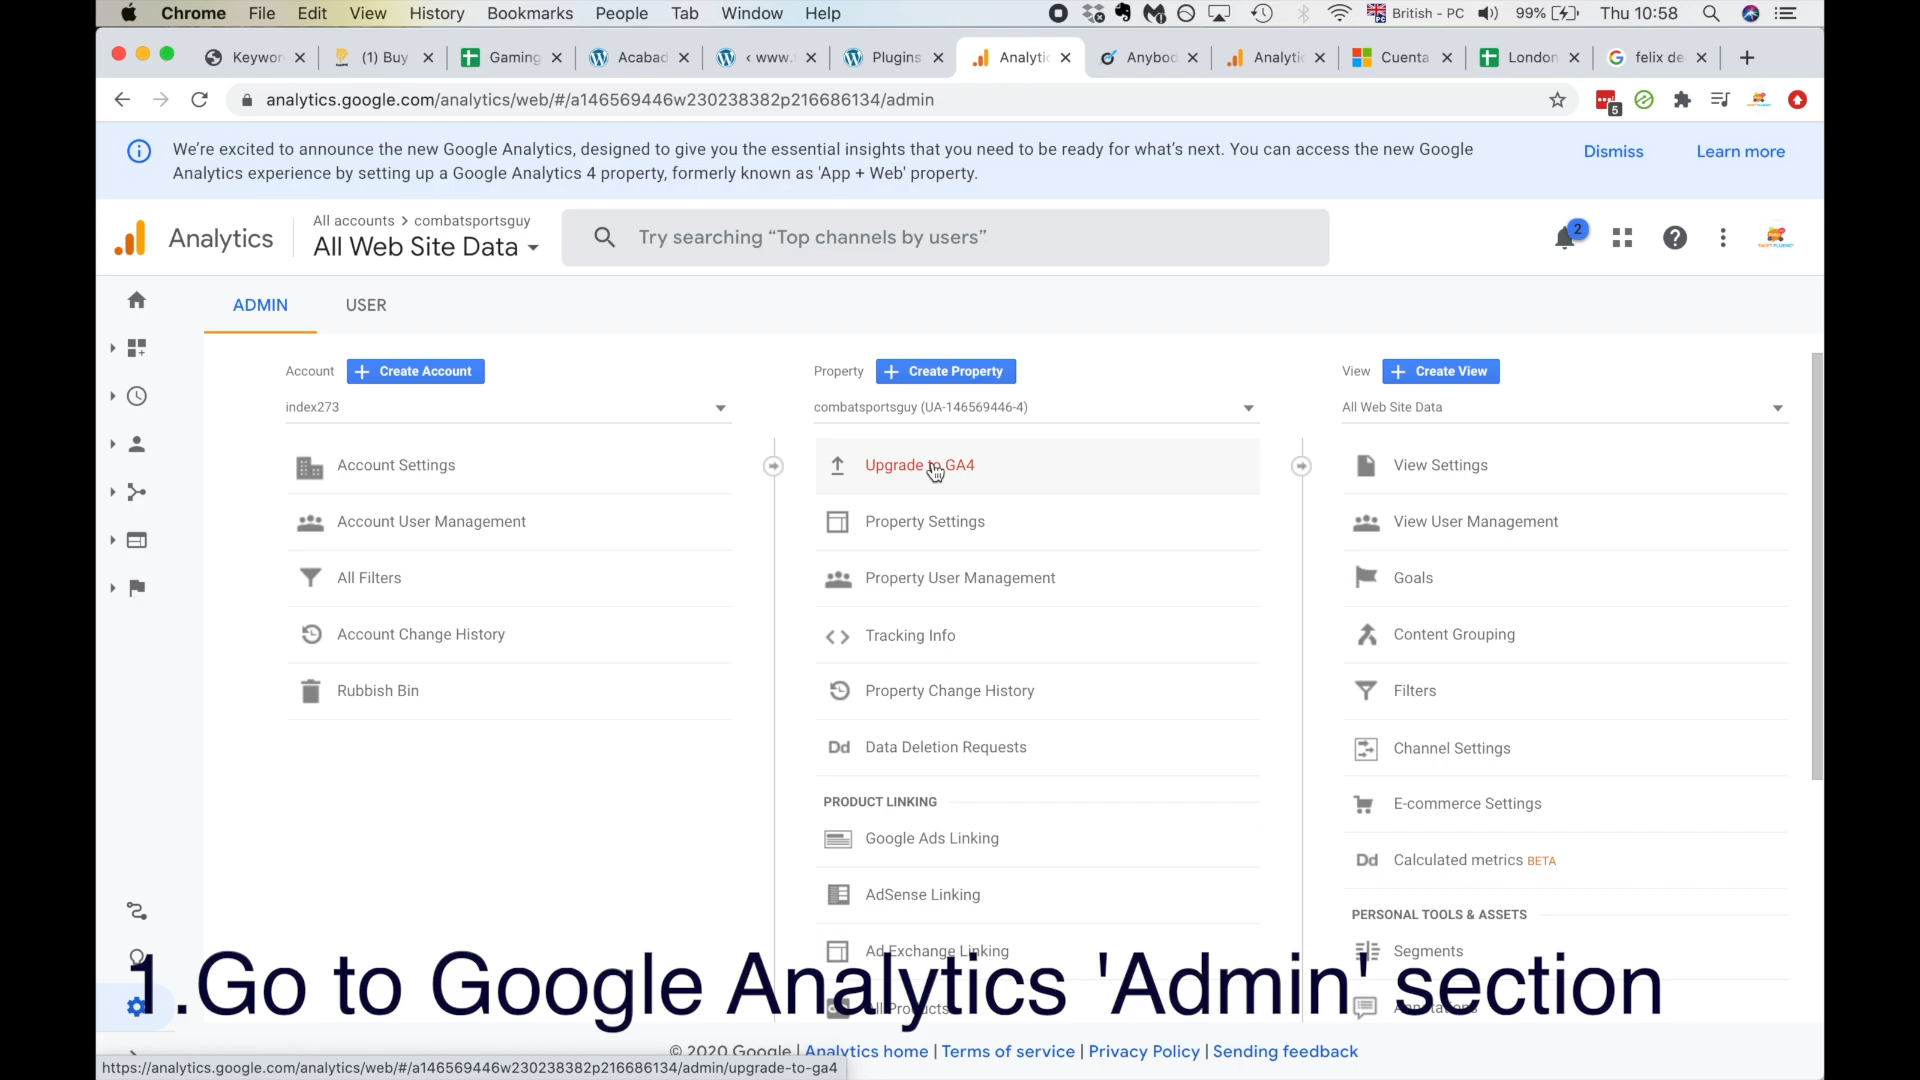 Chrome File Edit View History Bookmarks People Tab Window Help British - PC 99% Thu 10:58
Keywor (1) Buy Gaming Acabad ‹ www. Plugins Analytic Anybod Analytic Cuenta London felix de
analytics.google.com/analytics/web/#/a146569446w230238382p216686134/admin
5
We're excited to announce the new Google Analytics, designed to give you the essential insights that you need to be ready for what's next. You can access the new Google
Analytics experience by setting up a Google Analytics 4 property, formerly known as 'App + Web' property.
Dismiss Learn more
Analytics
All accounts > combatsportsguy
All Web Site Data
Try searching “Top channels by users”
2
ADMIN USER
Account + Create Account
index273
Account Settings
Account User Management
All Filters
Account Change History
Rubbish Bin
Property + Create Property
combatsportsguy (UA-146569446-4)
Upgrade to GA4
Property Settings
Property User Management
Tracking Info
Property Change History
Dd Data Deletion Requests
PRODUCT LINKING
Google Ads Linking
AdSense Linking
Ad Exchange Linking
All Products
View + Create View
All Web Site Data
View Settings
View User Management
Goals
Content Grouping
Filters
Channel Settings
E-commerce Settings
Dd Calculated metrics BETA
PERSONAL TOOLS & ASSETS
Segments
Annotations
1.Go to Google Analytics 'Admin' section
© 2020 Google | Analytics home | Terms of service | Privacy Policy | Sending feedback
https://analytics.google.com/analytics/web/#/a146569446w230238382p216686134/admin/upgrade-to-ga4